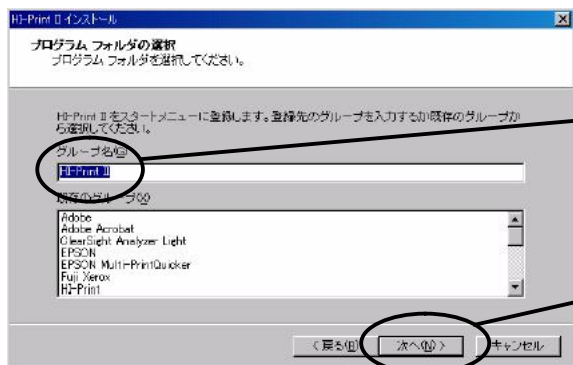 HI-Print Ⅱ インストール
プログラム フォルダの選択
プログラム フォルダを選択してください。
HI-Print Ⅱ をスタートメニューに登録します。登録先のグループを入力するか既存のグループか
ら選択してください。
グループ名(G)
HI-Print Ⅱ
既存のグループ(X)
Adobe
Adobe Acrobat
ClearSight Analyzer Light
EPSON
EPSON Multi-PrintQuicker
Fuji Xerox
HI-Print
< 戻る(B)
次へ(N) >
キャンセル